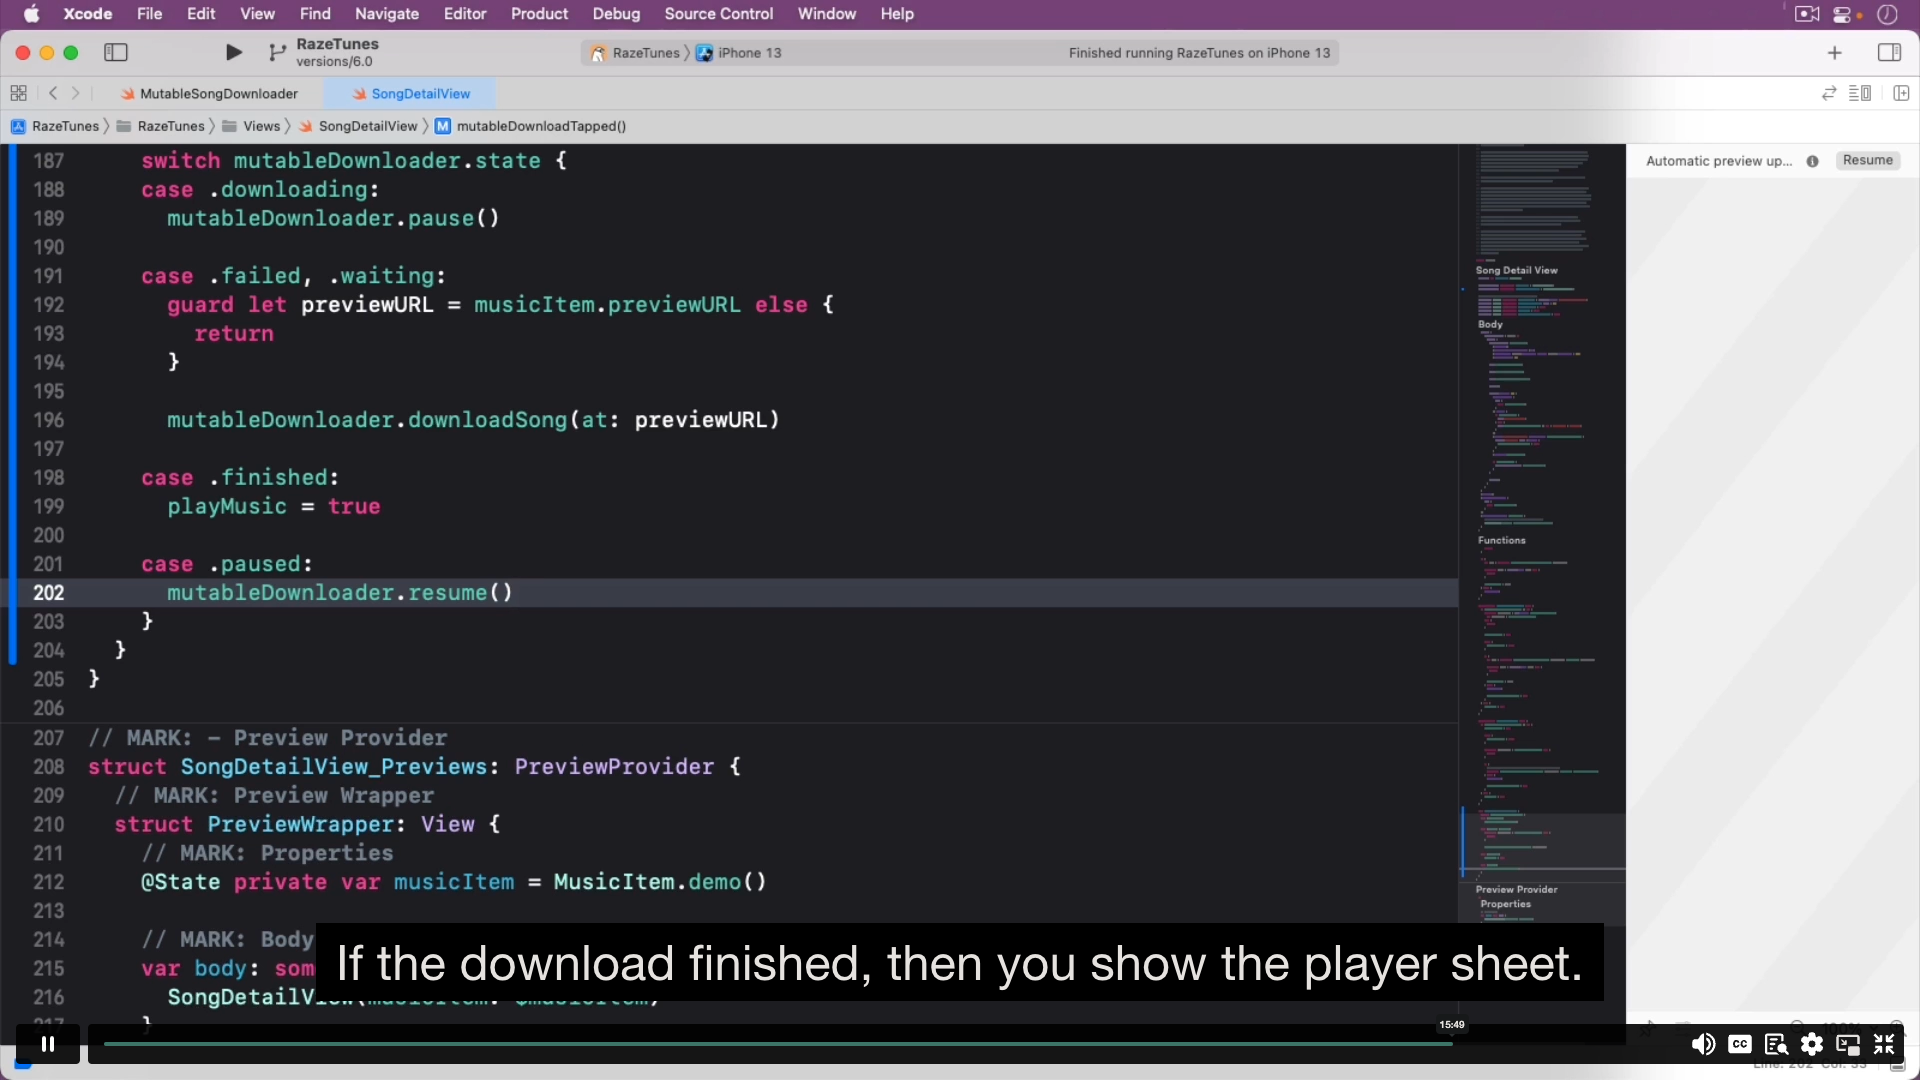 Xcode File Edit View Find Navigate Editor Product Debug Source Control Window Help
RazeTunes
versions/6.0
RazeTunes iPhone 13 Finished running RazeTunes on iPhone 13
MutableSongDownloader SongDetailView
RazeTunes RazeTunes Views SongDetailView M mutableDownloadTapped()
Automatic preview up... Resume
187 switch mutableDownloader.state {
188 case .downloading:
189 mutableDownloader.pause()
190
191 case .failed, .waiting:
192 guard let previewURL = musicItem.previewURL else {
193 return
194 }
195
196 mutableDownloader.downloadSong(at: previewURL)
197
198 case .finished:
199 playMusic = true
200
201 case .paused:
202 mutableDownloader.resume()
203 }
204 }
205 }
206
207 // MARK: - Preview Provider
208 struct SongDetailView_Previews: PreviewProvider {
209 // MARK: Preview Wrapper
210 struct PreviewWrapper: View {
211 // MARK: Properties
212 @State private var musicItem = MusicItem.demo()
213
214 // MARK: Body
215 var body: som
216 SongDetailVi
217 }
Song Detail View
Body
Functions
Preview Provider
Properties
If the download finished, then you show the player sheet.
15:49
CC